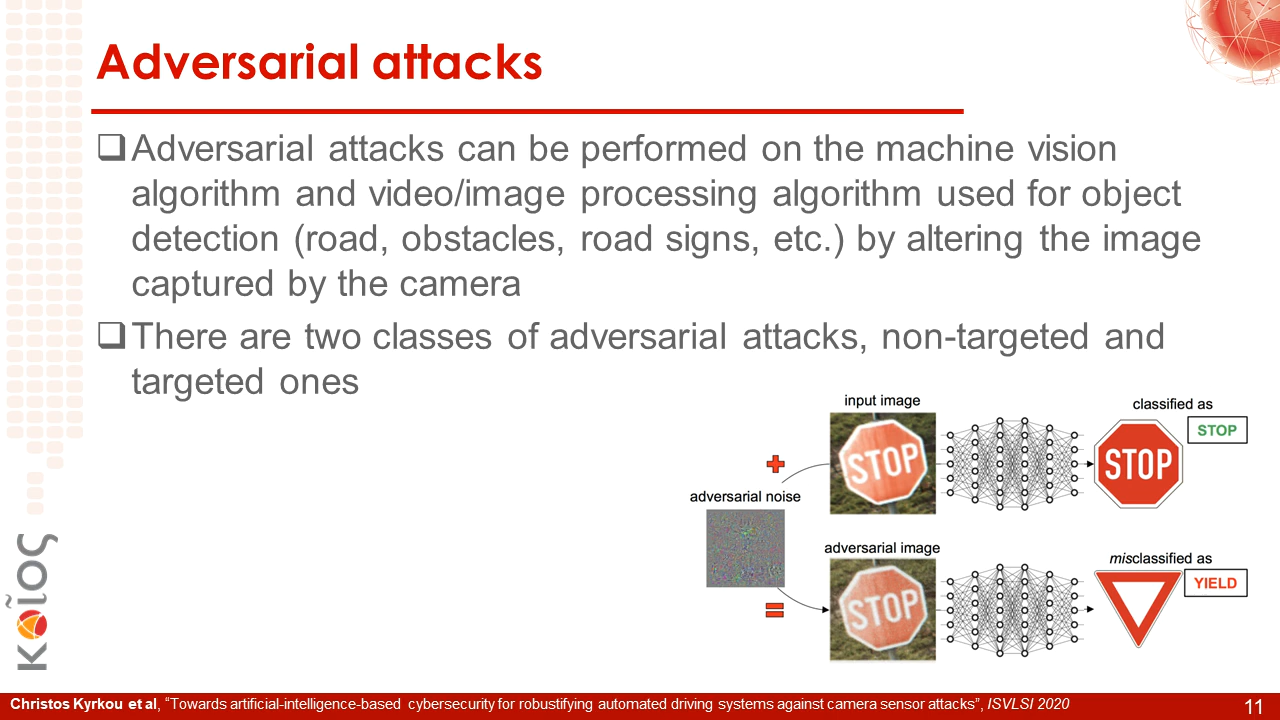 Adversarial attacks
❑Adversarial attacks can be performed on the machine vision
algorithm and video/image processing algorithm used for object
detection (road, obstacles, road signs, etc.) by altering the image
captured by the camera
❑There are two classes of adversarial attacks, non-targeted and
targeted ones
input image
classified as
STOP
STOP
STOP
adversarial noise
adversarial image
misclassified as
YIELD
STOP
κοῖος
Christos Kyrkou et al, “Towards artificial-intelligence-based cybersecurity for robustifying automated driving systems against camera sensor attacks”, ISVLSI 2020
11